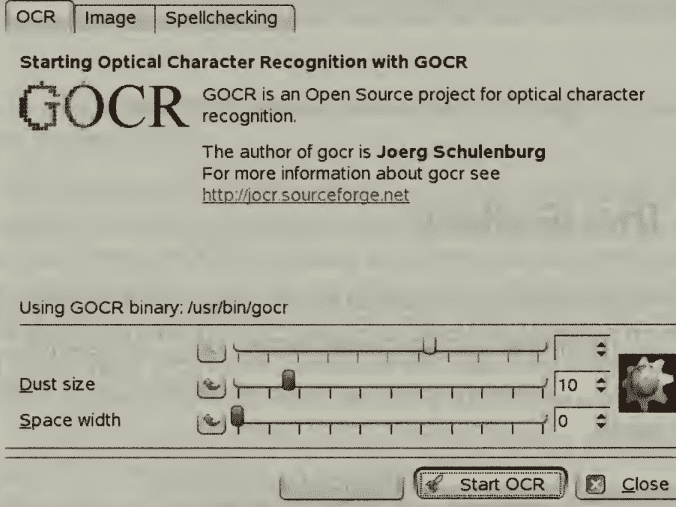 OCR
Image
Spellchecking
Starting Optical Character Recognition with GOCR
GOCR
GOCR is an Open Source project for optical character
recognition.
The author of gocr is Joerg Schulenburg
For more information about gocr see
http://jocr.sourceforge.net
Using GOCR binary: /usr/bin/gocr
Dust size
10
Space width
0
Start OCR
Close